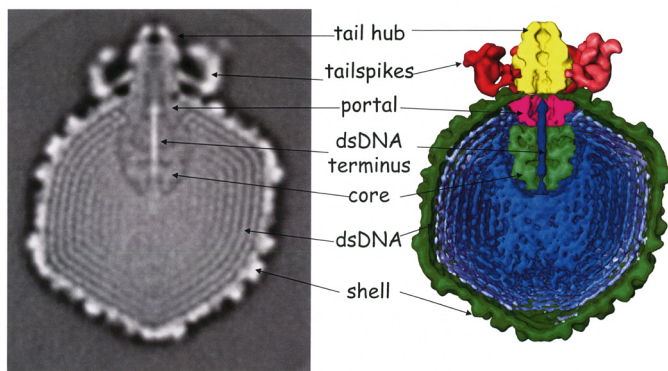 tail hub
tailspikes
portal
dsDNA
terminus
core
dsDNA
shell